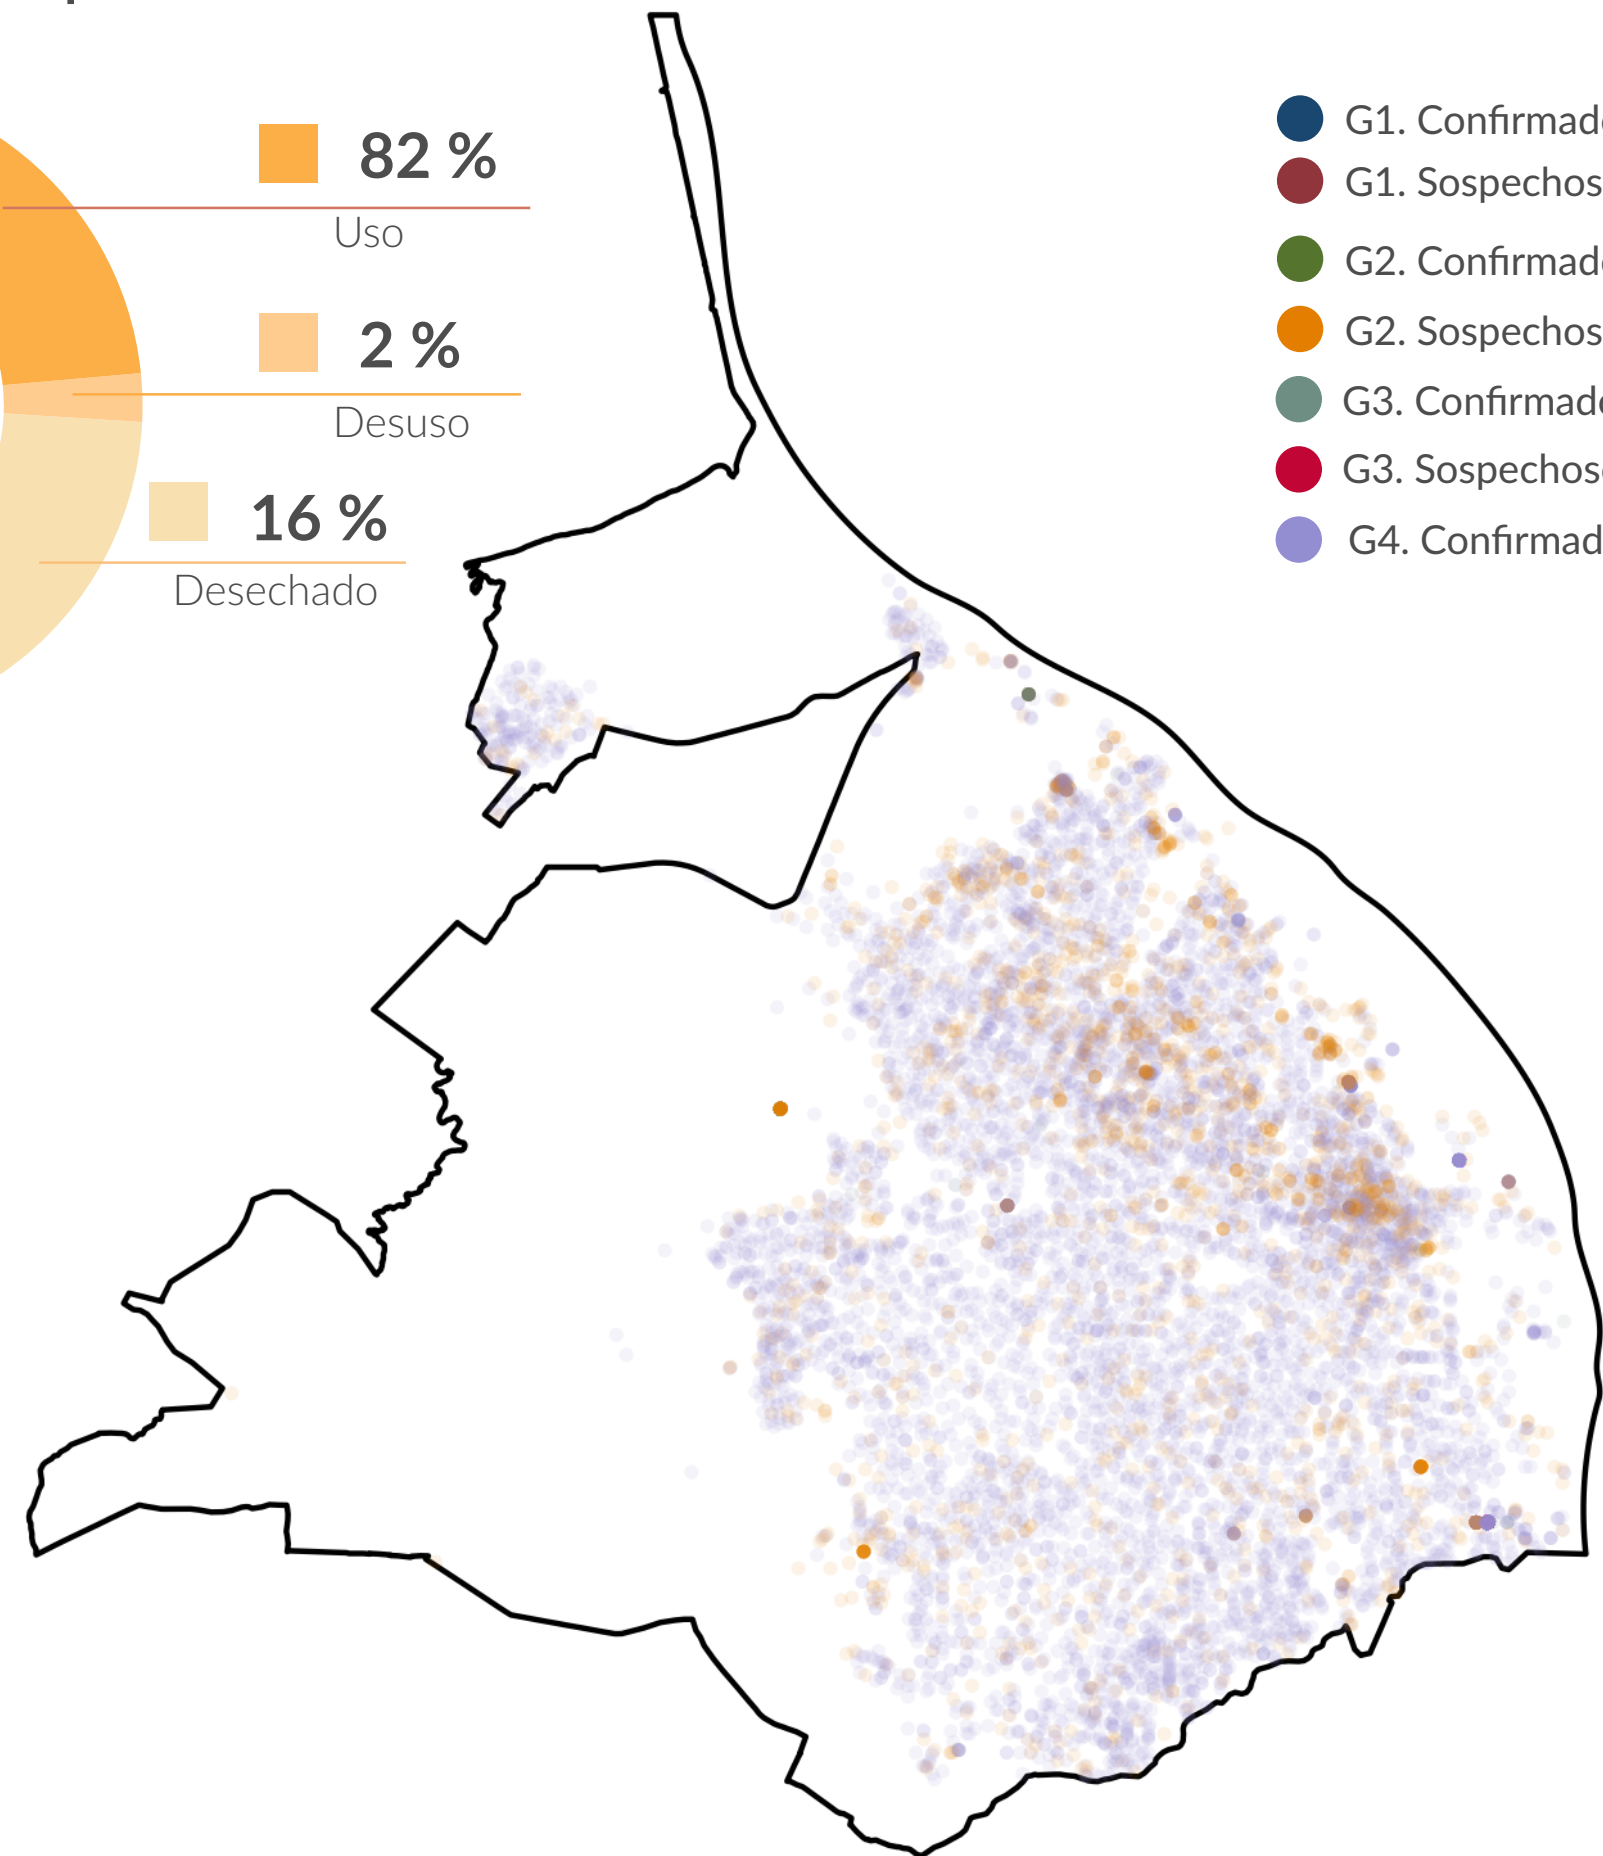 82 %
Uso
2 %
Desuso
16 %
Desechado
G1. Confirmad
G1. Sospechos
G2. Confirmad
G2. Sospechos
G3. Confirmad
G3. Sospechos
G4. Confirmad